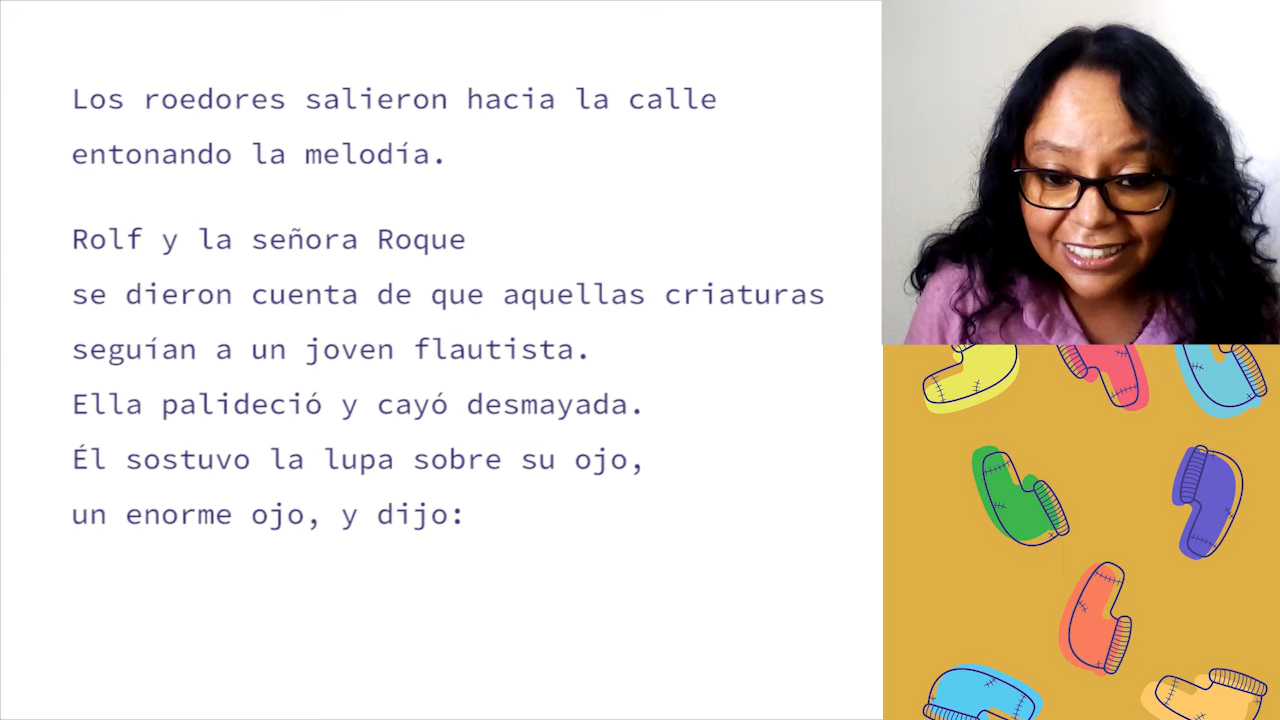 Los roedores salieron hacia la calle
entonando la melodía.
Rolf y la señora Roque
se dieron cuenta de que aquellas criaturas
seguían a un joven flautista.
Ella palideció y cayó desmayada.
Él sostuvo la lupa sobre su ojo,
un enorme ojo, y dijo: